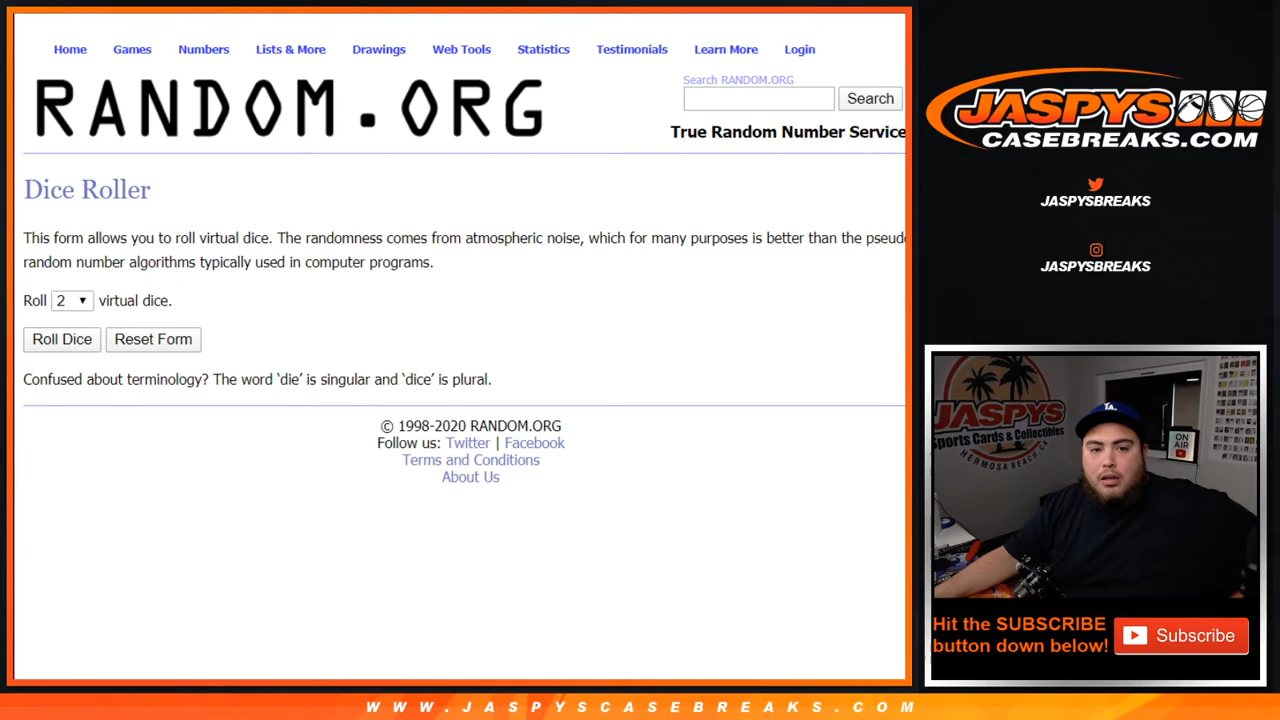 Home Games Numbers Lists & More Drawings Web Tools Statistics Testimonials Learn More Login
RANDOM.ORG
Search RANDOM.ORG
Search
True Random Number Service
Dice Roller
This form allows you to roll virtual dice. The randomness comes from atmospheric noise, which for many purposes is better than the pseudo
random number algorithms typically used in computer programs.
Roll 2 virtual dice.
Roll Dice Reset Form
Confused about terminology? The word ‘die’ is singular and ‘dice’ is plural.
© 1998-2020 RANDOM.ORG
Follow us: Twitter | Facebook
Terms and Conditions
About Us
JASPYS
CASEBREAKS.COM
JASPYSBREAKS
JASPYSBREAKS
JASPYS
Sports Cards & Collectibles
HERMOSA BEACH, CA
LA
ON
AIR
Hit the SUBSCRIBE
button down below!
Subscribe
WWW.JASPYSCASEBREAKS.COM